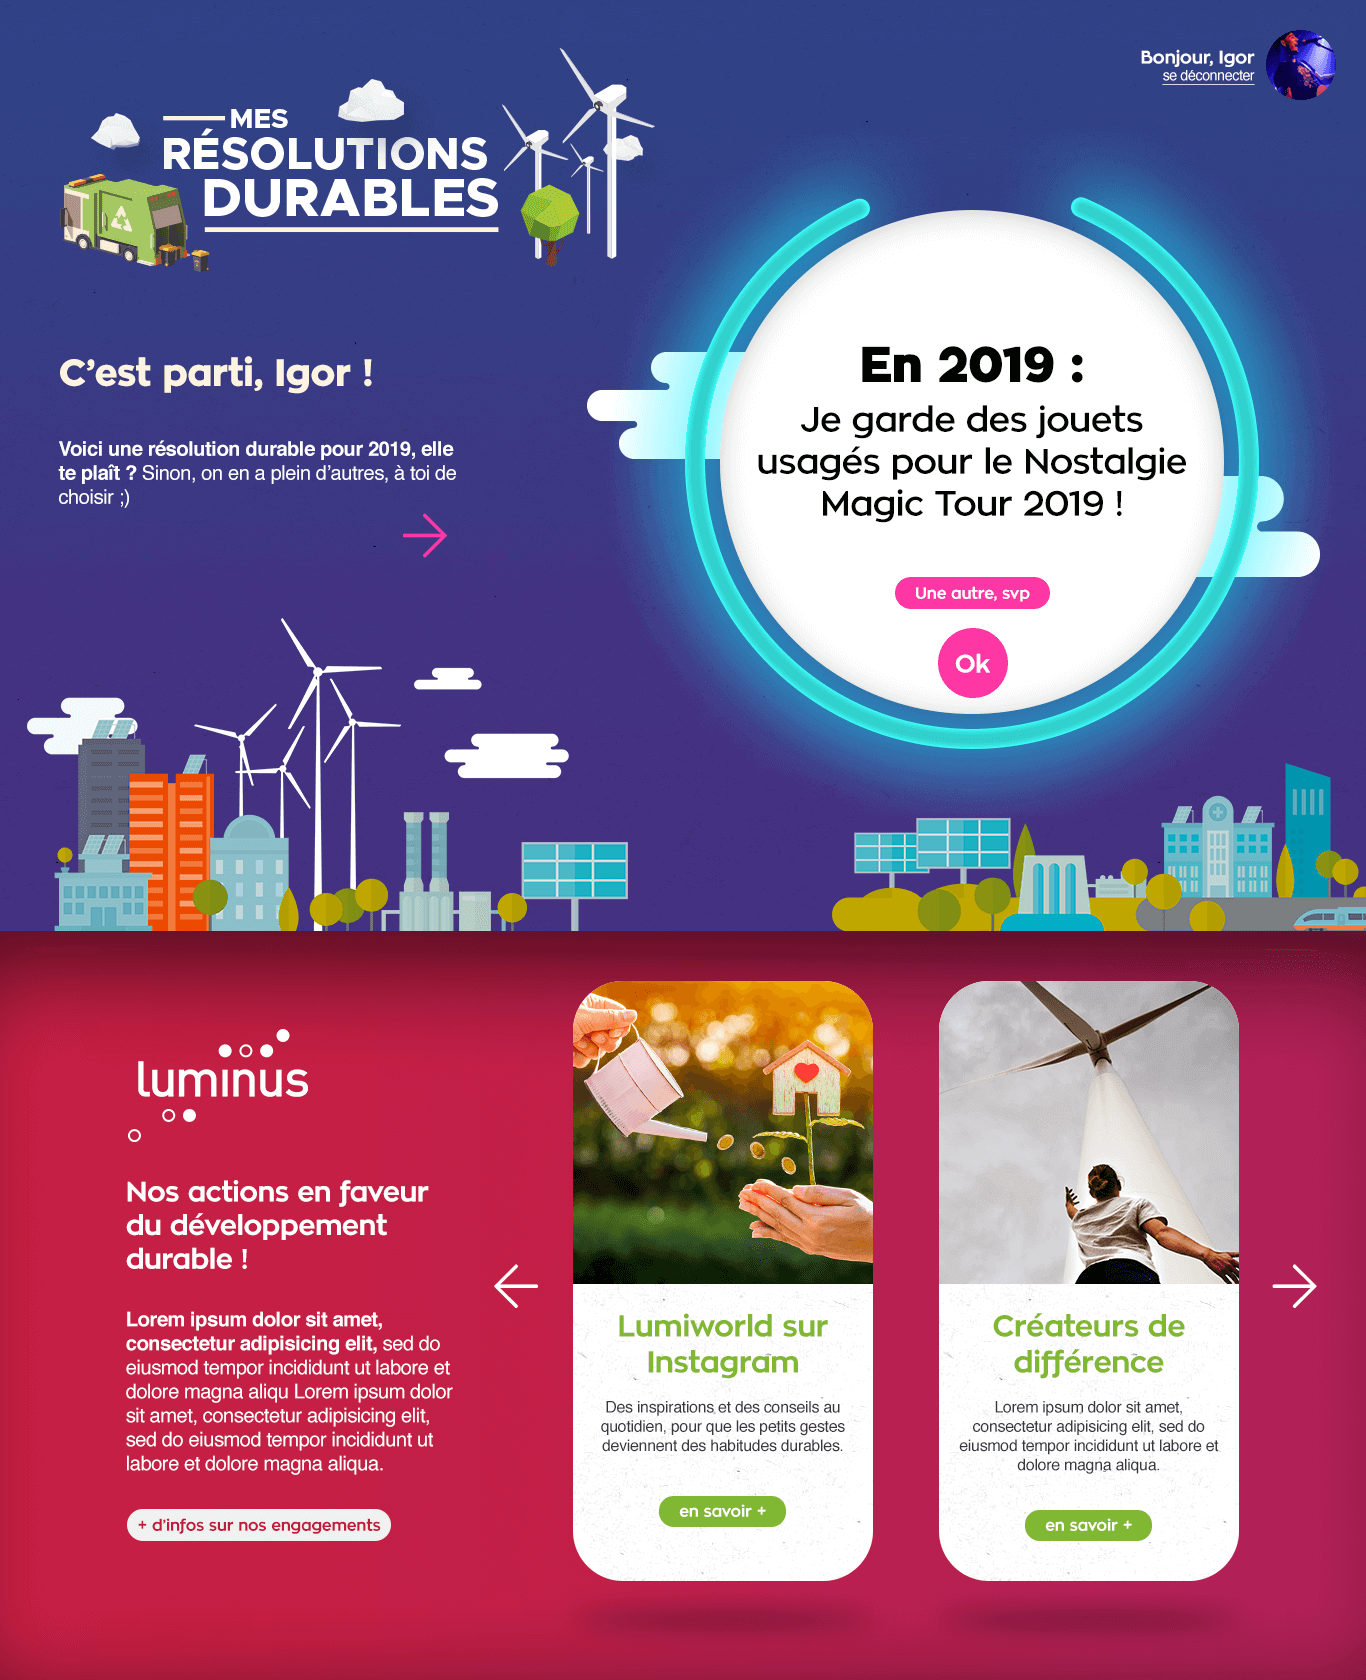 Bonjour, Igor
se déconnecter
MES
RÉSOLUTIONS
DURABLES
C'est parti, Igor !
Voici une résolution durable pour 2019, elle
te plaît ? Sinon, on en a plein d'autres, à toi de
choisir ;)
En 2019 :
Je garde des jouets
usagés pour le Nostalgie
Magic Tour 2019 !
Une autre, svp
Ok
luminus
Nos actions en faveur
du développement
durable !
Lorem ipsum dolor sit amet,
consectetur adipisicing elit, sed do
eiusmod tempor incididunt ut labore et
dolore magna aliqu Lorem ipsum dolor
sit amet, consectetur adipisicing elit,
sed do eiusmod tempor incididunt ut
labore et dolore magna aliqua.
+ d'infos sur nos engagements
Lumiworld sur
Instagram
Des inspirations et des conseils au
quotidien, pour que les petits gestes
deviennent des habitudes durables.
en savoir +
Créateurs de
différence
Lorem ipsum dolor sit amet,
consectetur adipisicing elit, sed do
eiusmod tempor incididunt ut labore et
dolore magna aliqua.
en savoir +